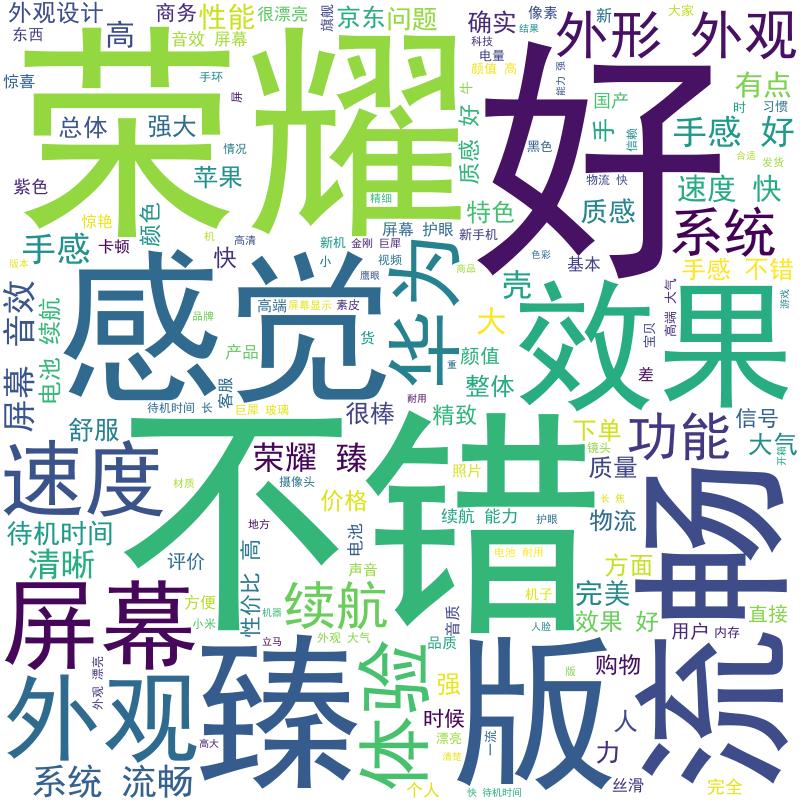 外观设计
商务
性能
很漂亮
旗舰
京东
问题
确实
像素
新
大家
东西
高
音效 屏幕
科技
结果
电量
颜值 高
能力 强
外形 外观
惊喜
手环
屏
牛
国产
有点
荣耀
好
总体
强大
情况
质感 好
黑色
手
信赖
时
习惯
手感 好
合适
发货
紫色
苹果
精细
物流 快
速度 快
惊艳
颜色
特色
质感
系统
手感
卡顿
机
快
高清
新机
金刚 巨犀
屏幕 护眼
新手机
色彩
基本
手感 不错
版本
小
视频
鹰眼
华为
商品
壳
大气
高端
感觉
效果
屏幕 音效
电池 续航
品牌
高端
屏幕显示
素皮
货
大
宝贝
游戏
产品
颜值
重
整体
差
客服
待机时间 长
巨犀 玻璃
耐用
很棒
精致
舒服
不错
下单
功能
信号
大气
速度
荣耀 臻
镜头
质量
开箱
材质
摄像头
价格
照片
长 焦
待机时间
地方
电池
续航 能力
护眼
物流
流畅
清晰
评价
性价比 高
声音
电池 耐用
方面
屏幕
方便
机器
续航
机子
完美
小米
外观 大气
音质
人脸
效果 好
直接
立马
品质
用户
内存
外观
外观 漂亮
臻
体验
版
版
购物
强
时候
人
高大
漂亮
一流
清楚
力
系统 流畅
个人
快 待机时间
丝滑
完全